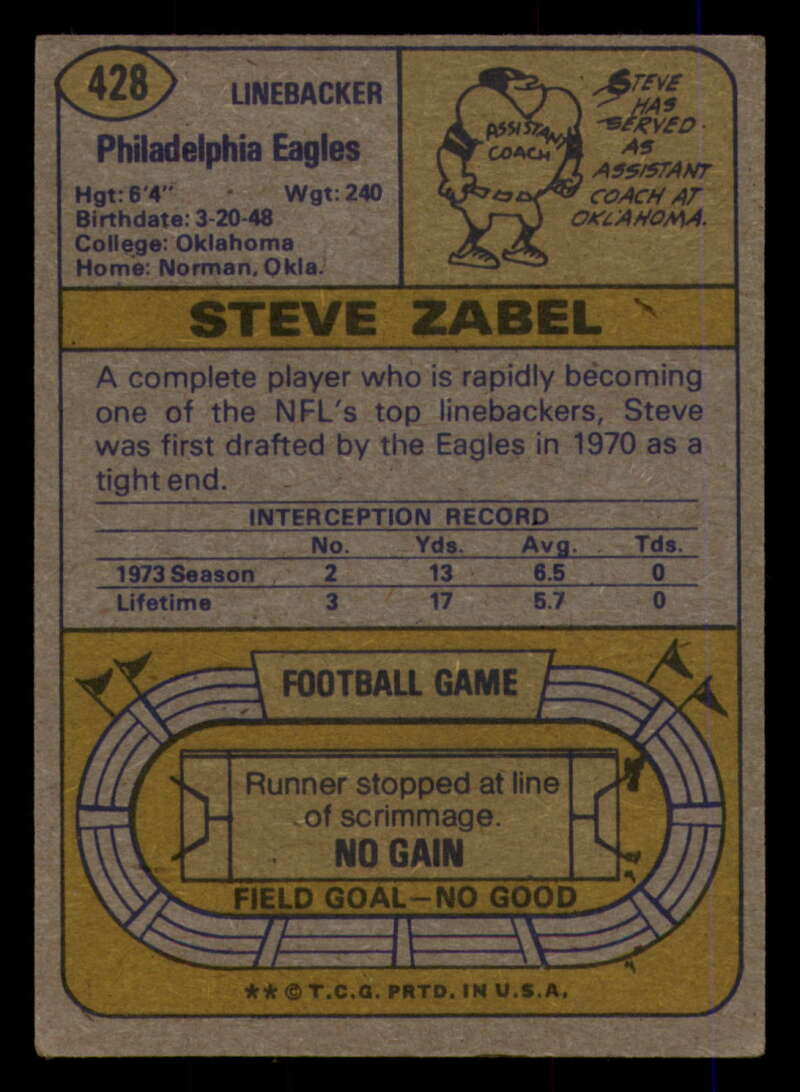 428
LINEBACKER
Philadelphia Eagles
Hgt: 6'4" Wgt: 240
Birthdate: 3-20-48
College: Oklahoma
Home: Norman, Okla.
ASSISTANT
COACH
STEVE
HAS
SERVED
AS
ASSISTANT
COACH AT
OKLAHOMA.
STEVE ZABEL
A complete player who is rapidly becoming
one of the NFL's top linebackers, Steve
was first drafted by the Eagles in 1970 as a
tight end.
INTERCEPTION RECORD
No. Yds. Avg. Tds.
1973 Season 2 13 6.5 0
Lifetime 3 17 5.7 0
FOOTBALL GAME
Runner stopped at line
of scrimmage.
NO GAIN
FIELD GOAL—NO GOOD
** © T.C.G. PRTD. IN U.S.A.